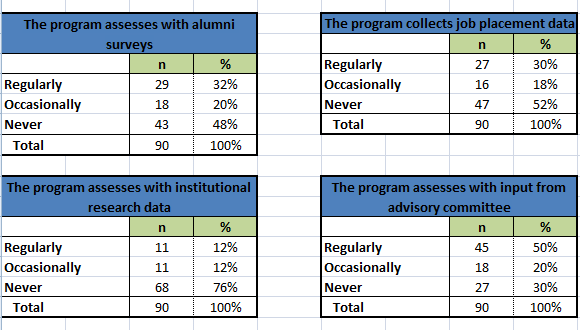 The program assesses with alumni
surveys
n %
Regularly 29 32%
Occasionally 18 20%
Never 43 48%
Total 90 100%
The program collects job placement data
n %
Regularly 27 30%
Occasionally 16 18%
Never 47 52%
Total 90 100%
The program assesses with institutional
research data
n %
Regularly 11 12%
Occasionally 11 12%
Never 68 76%
Total 90 100%
The program assesses with input from
advisory committee
n %
Regularly 45 50%
Occasionally 18 20%
Never 27 30%
Total 90 100%